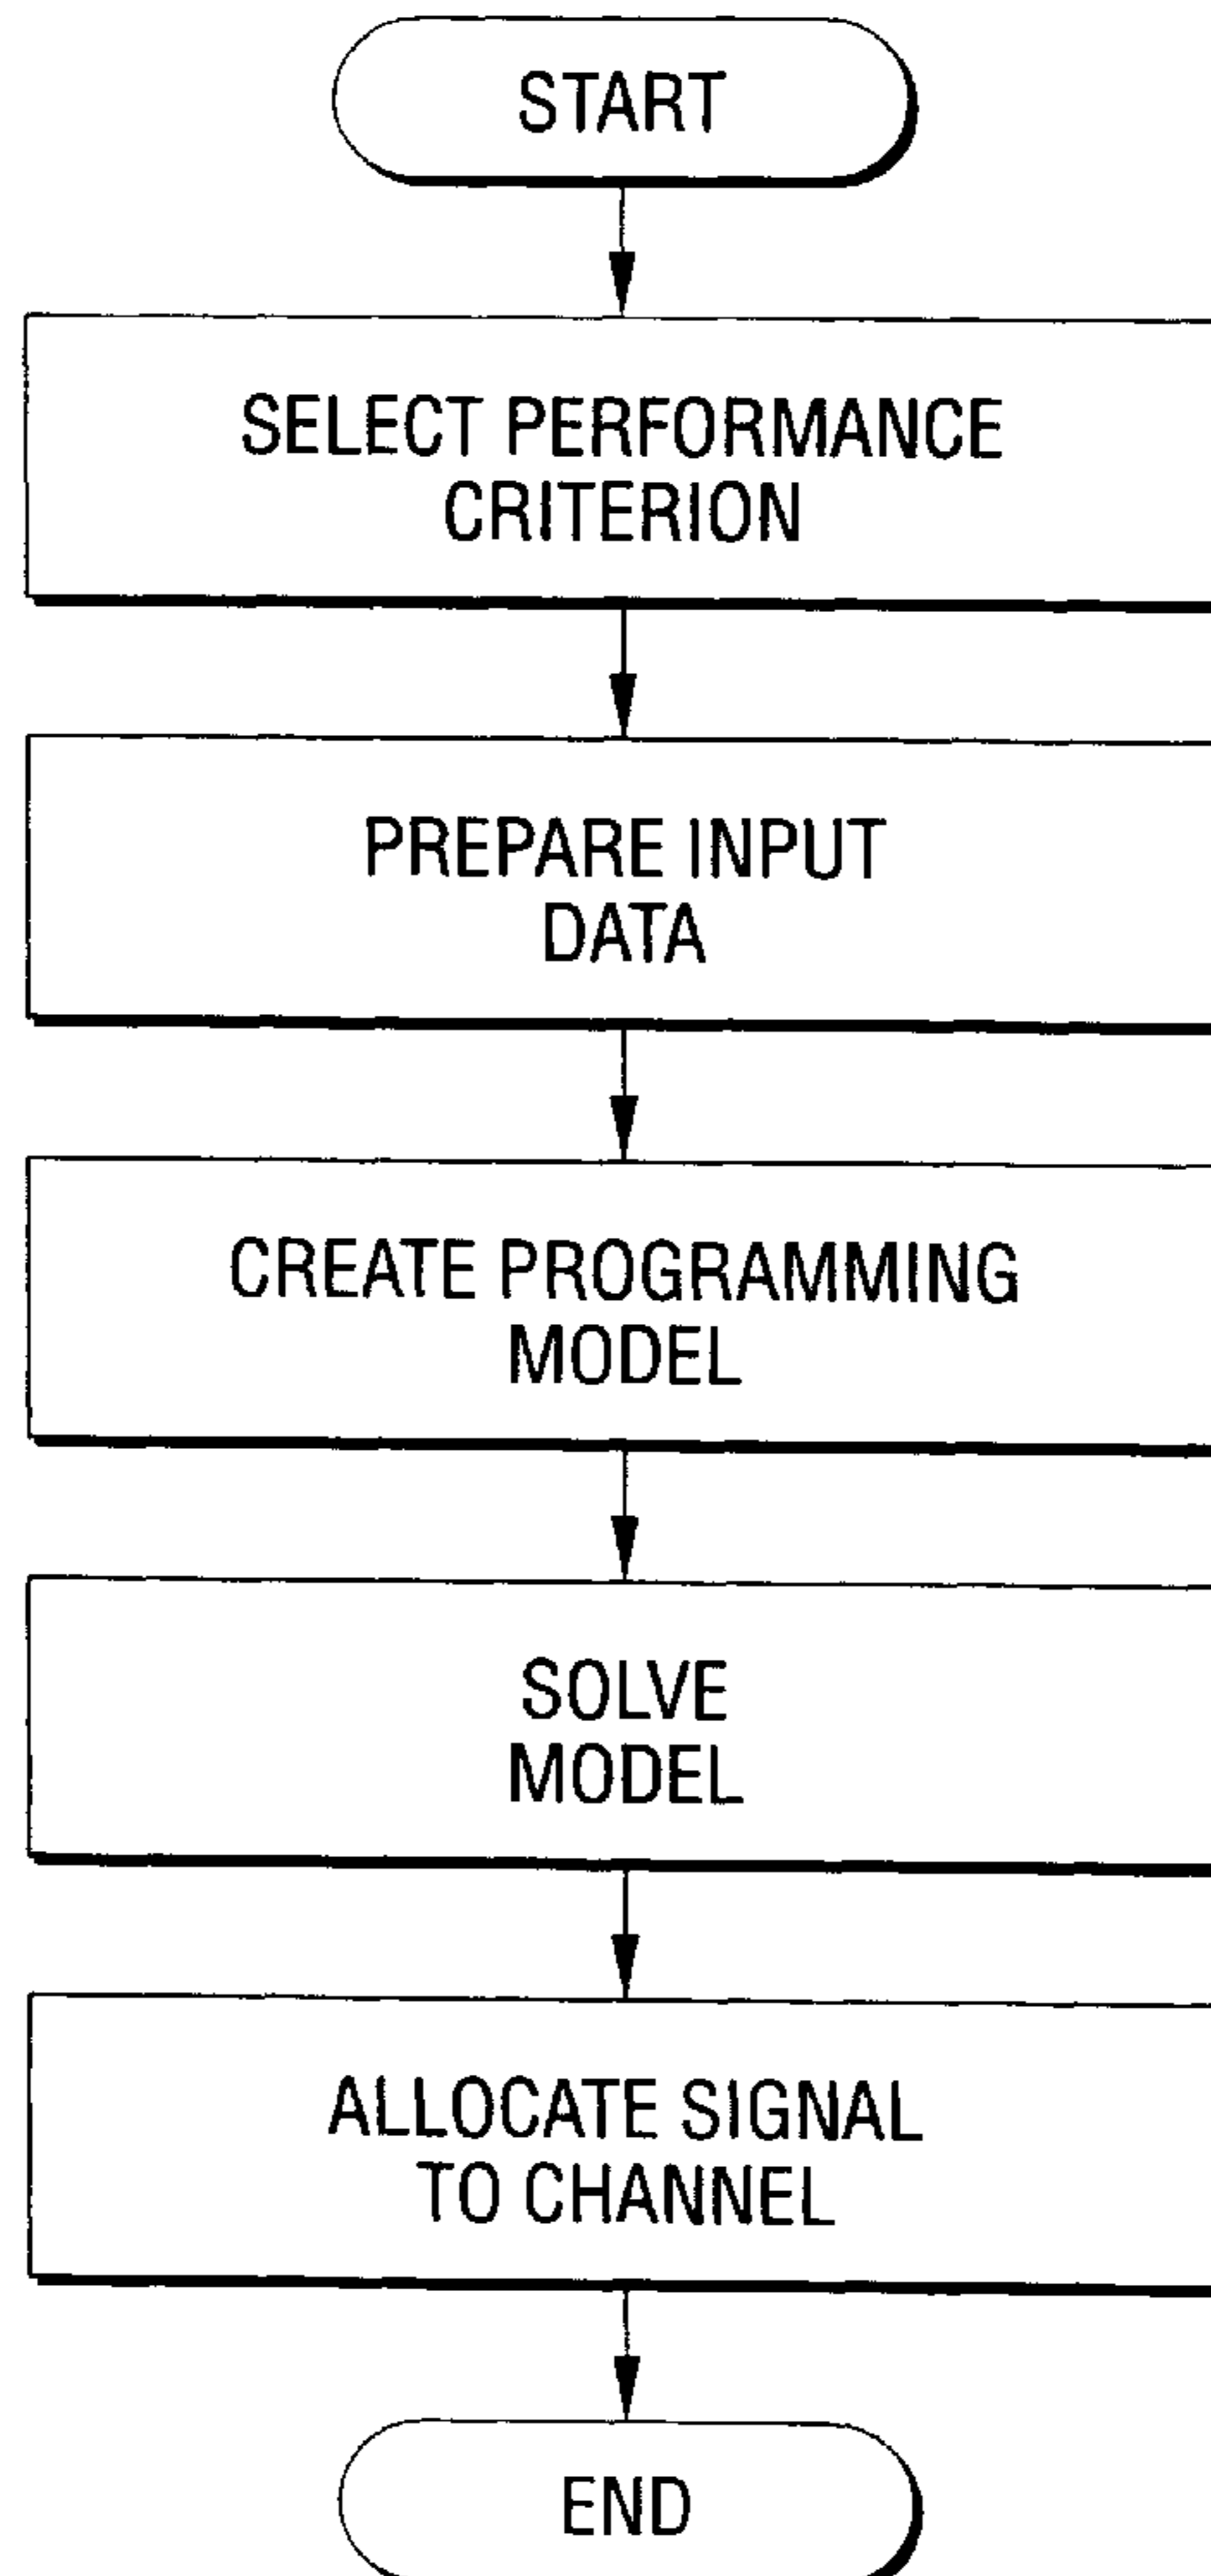 START
SELECT PERFORMANCE
CRITERION
PREPARE INPUT
DATA
CREATE PROGRAMMING
MODEL
SOLVE
MODEL
ALLOCATE SIGNAL
TO CHANNEL
END